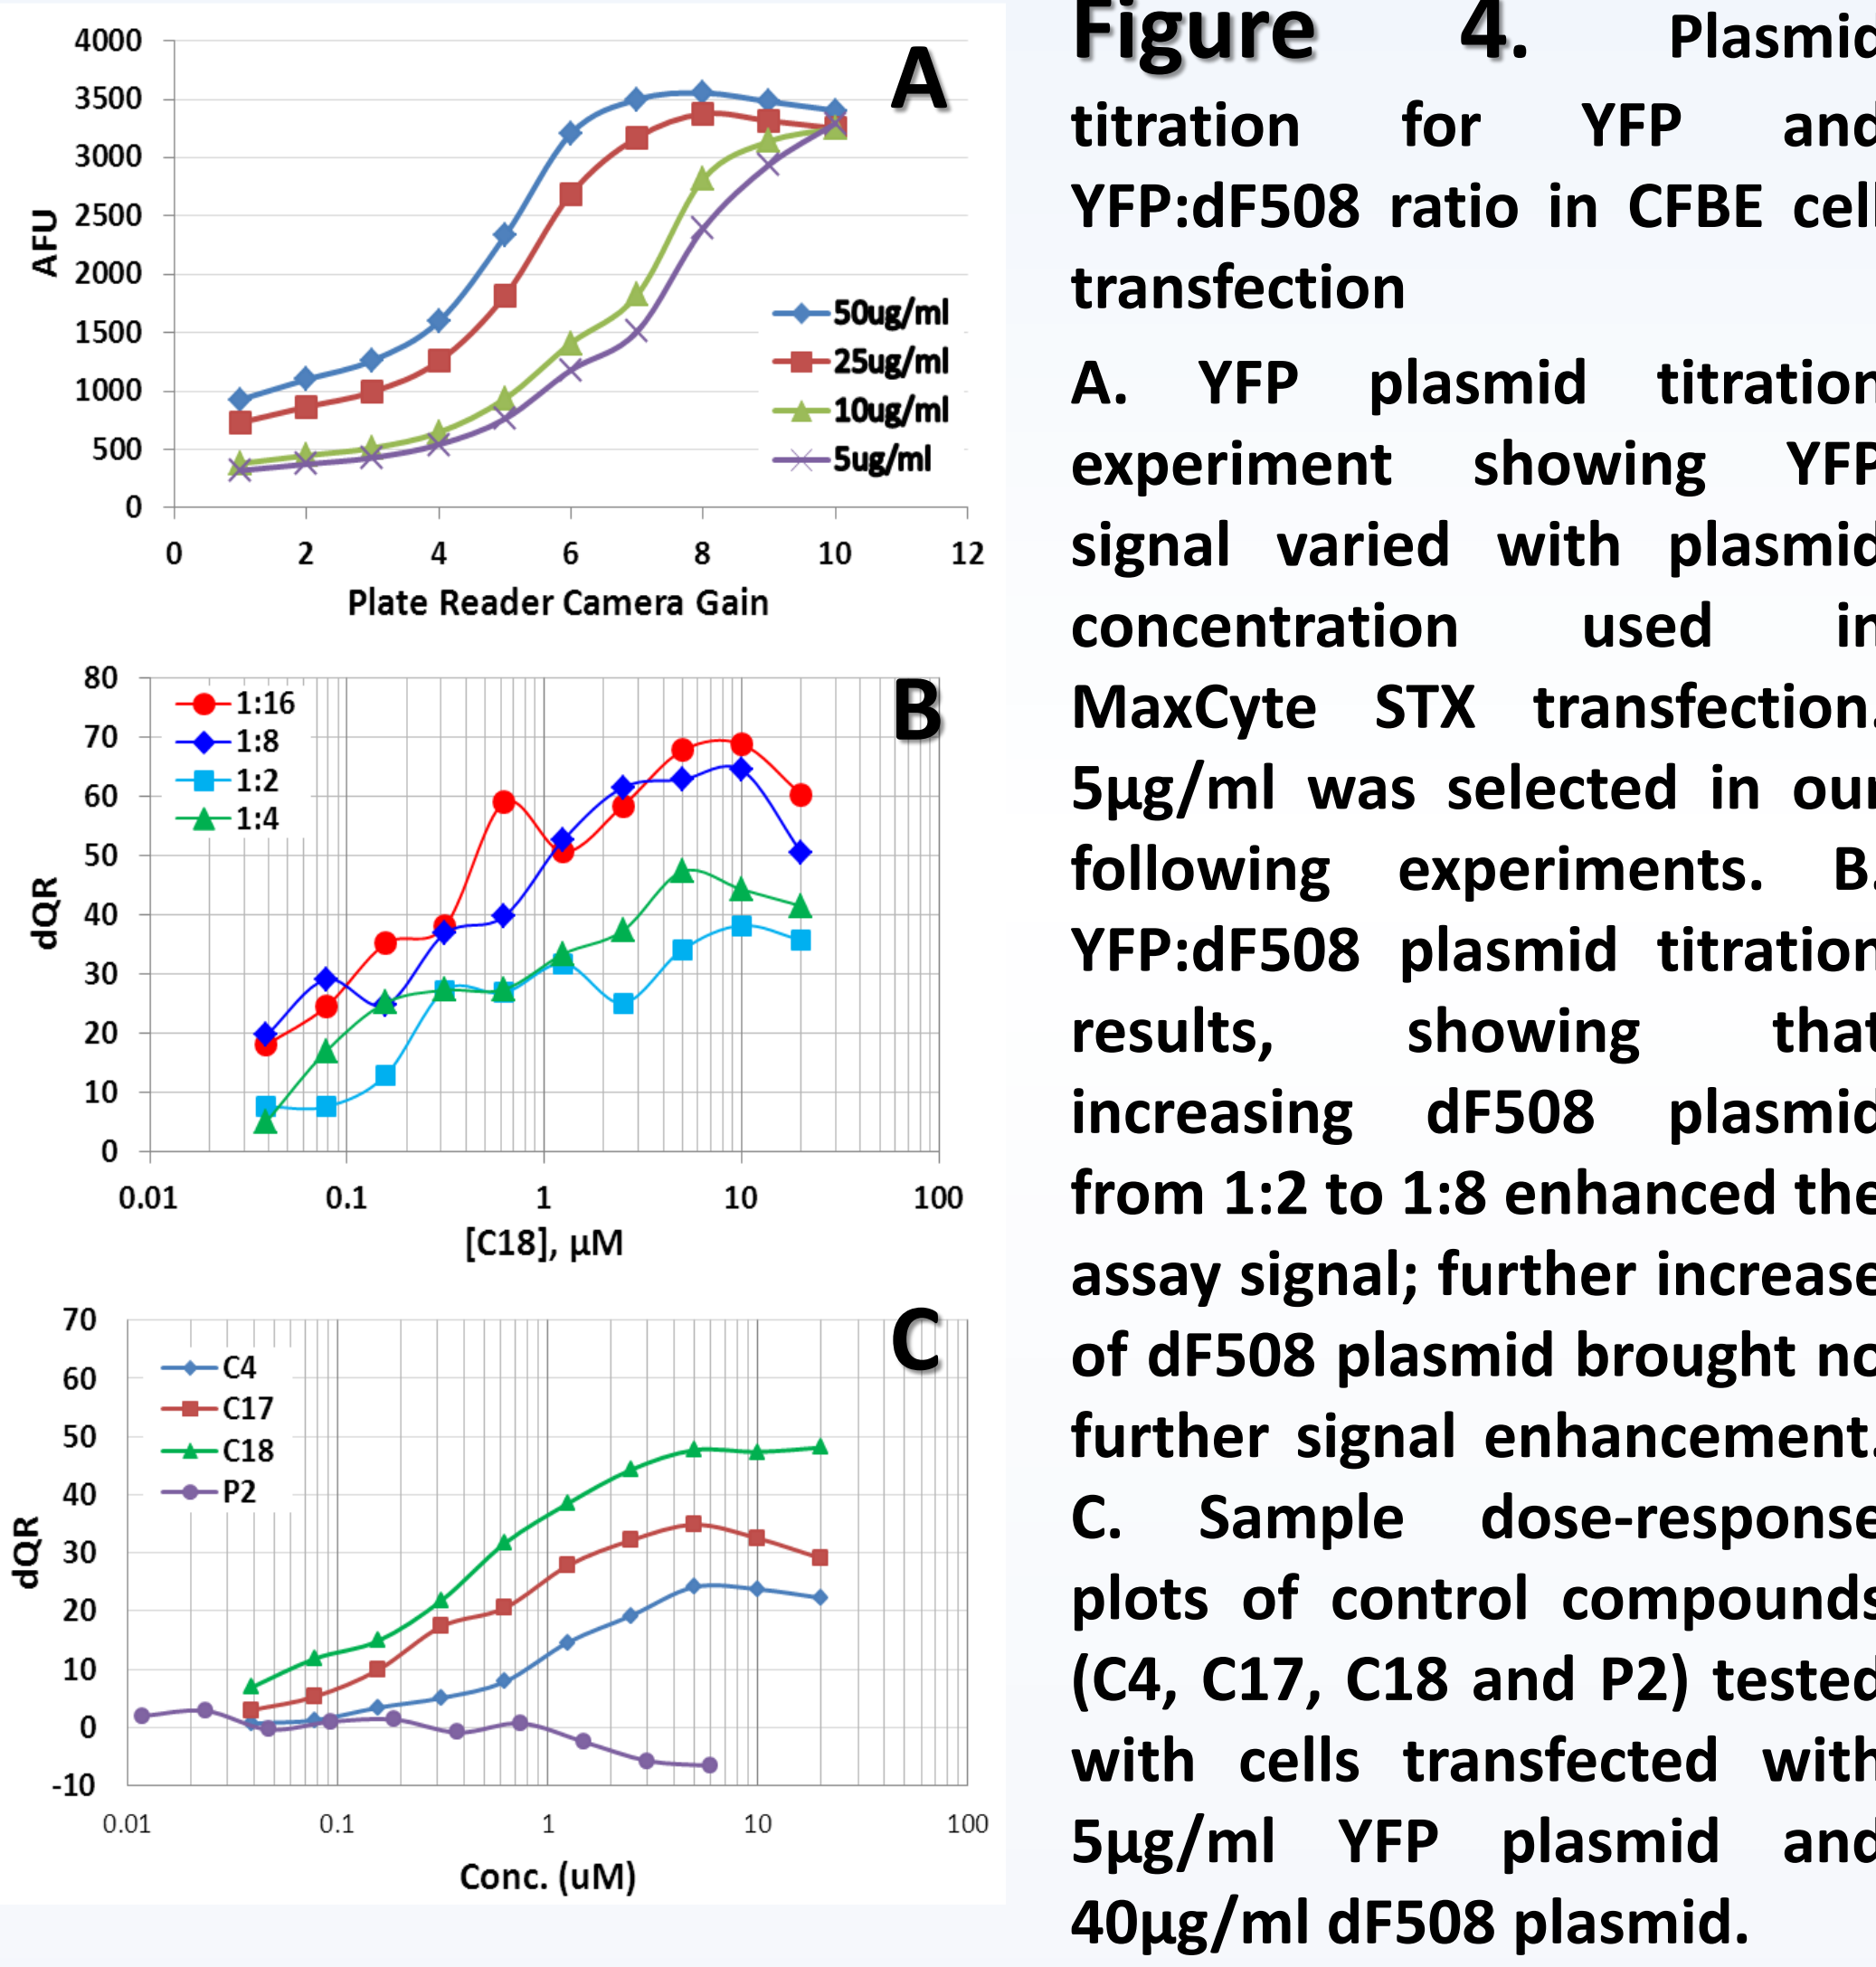 4000
3500
3000
2500
2000
1500
1000
500
0
AFU
A
50ug/ml
25ug/ml
10ug/ml
5ug/ml
0 2 4 6 8 10 12
Plate Reader Camera Gain
80
70
60
50
40
30
20
10
0
dQR
B
1:16
1:8
1:2
1:4
0.01 0.1 1 10 100
[C18], µM
70
60
50
40
30
20
10
0
-10
dQR
C
C4
C17
C18
P2
0.01 0.1 1 10 100
Conc. (uM)
Figure 4. Plasmid
titration for YFP and
YFP:dF508 ratio in CFBE cell
transfection
A. YFP plasmid titration
experiment showing YFP
signal varied with plasmid
concentration used in
MaxCyte STX transfection.
5µg/ml was selected in our
following experiments. B.
YFP:dF508 plasmid titration
results, showing that
increasing dF508 plasmid
from 1:2 to 1:8 enhanced the
assay signal; further increase
of dF508 plasmid brought no
further signal enhancement.
C. Sample dose-response
plots of control compounds
(C4, C17, C18 and P2) tested
with cells transfected with
5µg/ml YFP plasmid and
40µg/ml dF508 plasmid.